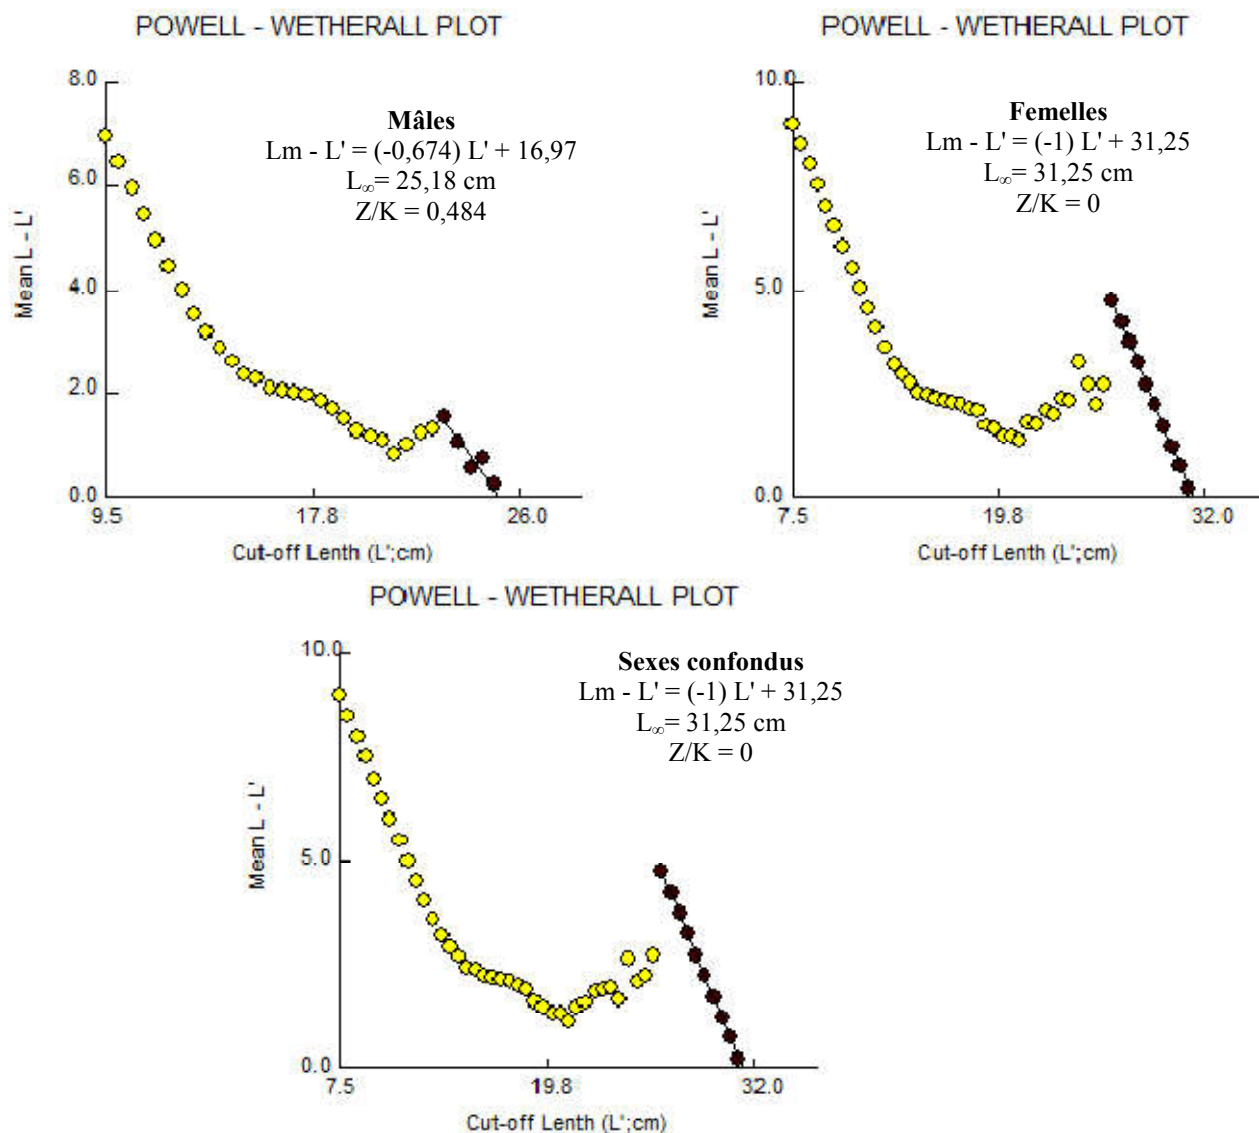 POWELL - WETHERALL PLOT
8.0
6.0
4.0
2.0
0.0
Mean L - L'
Mâles
Lm - L' = (-0,674) L' + 16,97
L∞= 25,18 cm
Z/K = 0,484
9.5
17.8
26.0
Cut-off Lenth (L';cm)
POWELL - WETHERALL PLOT
10.0
5.0
0.0
Mean L - L'
Femelles
Lm - L' = (-1) L' + 31,25
L∞= 31,25 cm
Z/K = 0
7.5
19.8
32.0
Cut-off Lenth (L';cm)
POWELL - WETHERALL PLOT
10.0
5.0
0.0
Mean L - L'
Sexes confondus
Lm - L' = (-1) L' + 31,25
L∞= 31,25 cm
Z/K = 0
7.5
19.8
32.0
Cut-off Lenth (L';cm)